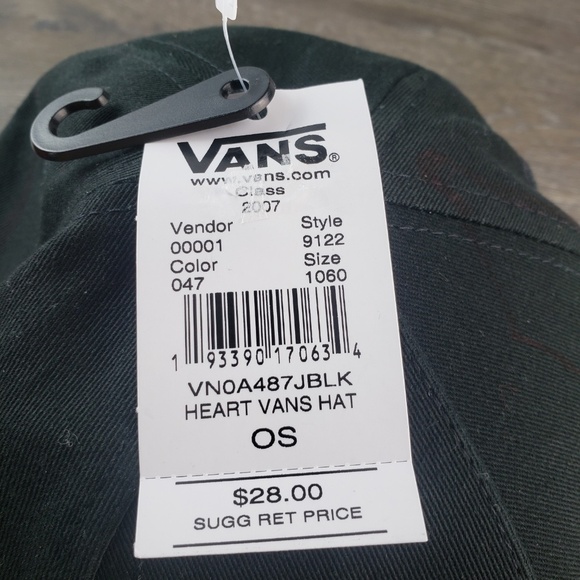 VANS®
www.vans.com
Class
2007
Vendor Style
00001 9122
Color Size
047 1060
1 93390 17063 4
VN0A487JBLK
HEART VANS HAT
OS
$28.00
SUGG RET PRICE